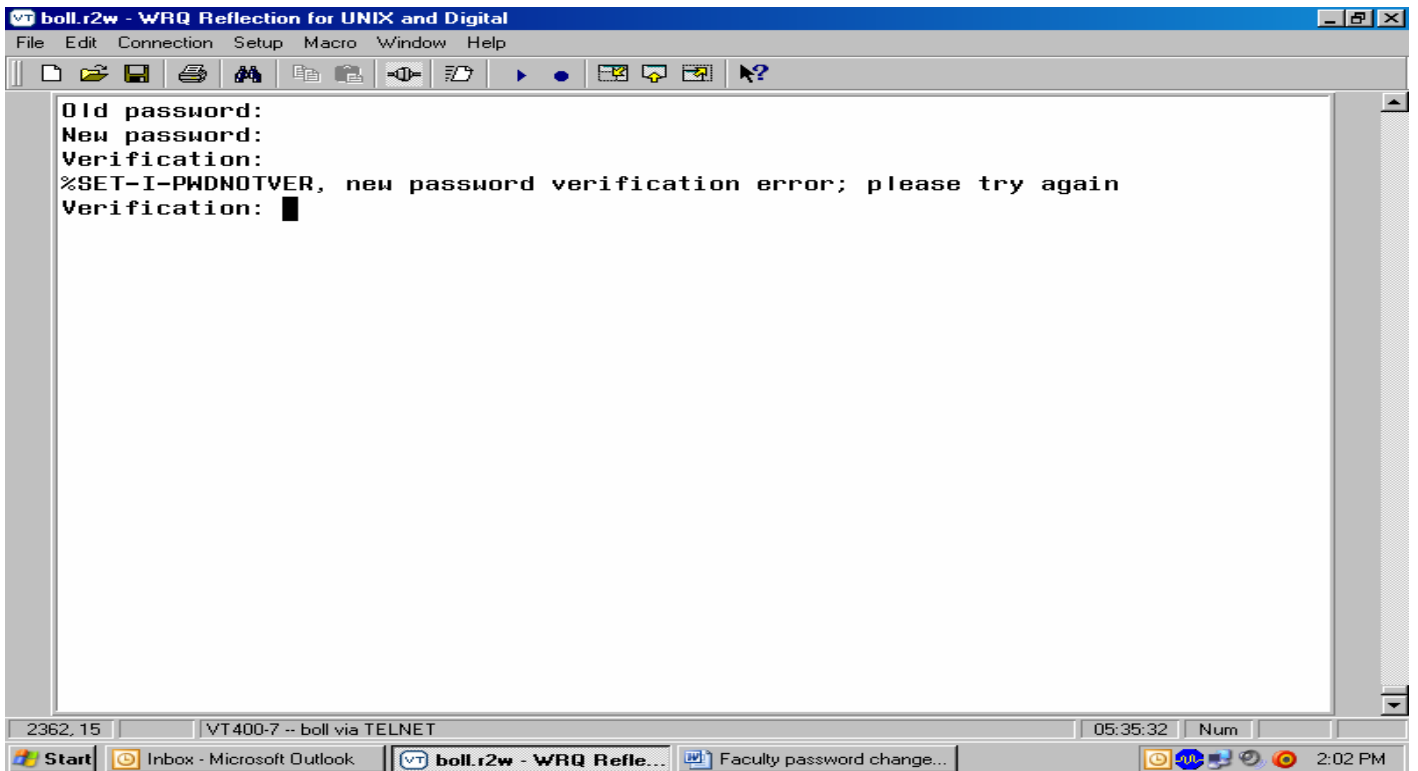 VT boll.r2w - WRQ Reflection for UNIX and Digital
File Edit Connection Setup Macro Window Help
Old password:
New password:
Verification:
%SET-I-PWDNOTVER, new password verification error; please try again
Verification:
2362, 15 VT400-7 -- boll via TELNET 05:35:32 Num
Start Inbox - Microsoft Outlook VT boll.r2w - WRQ Refle... Faculty password change... 2:02 PM